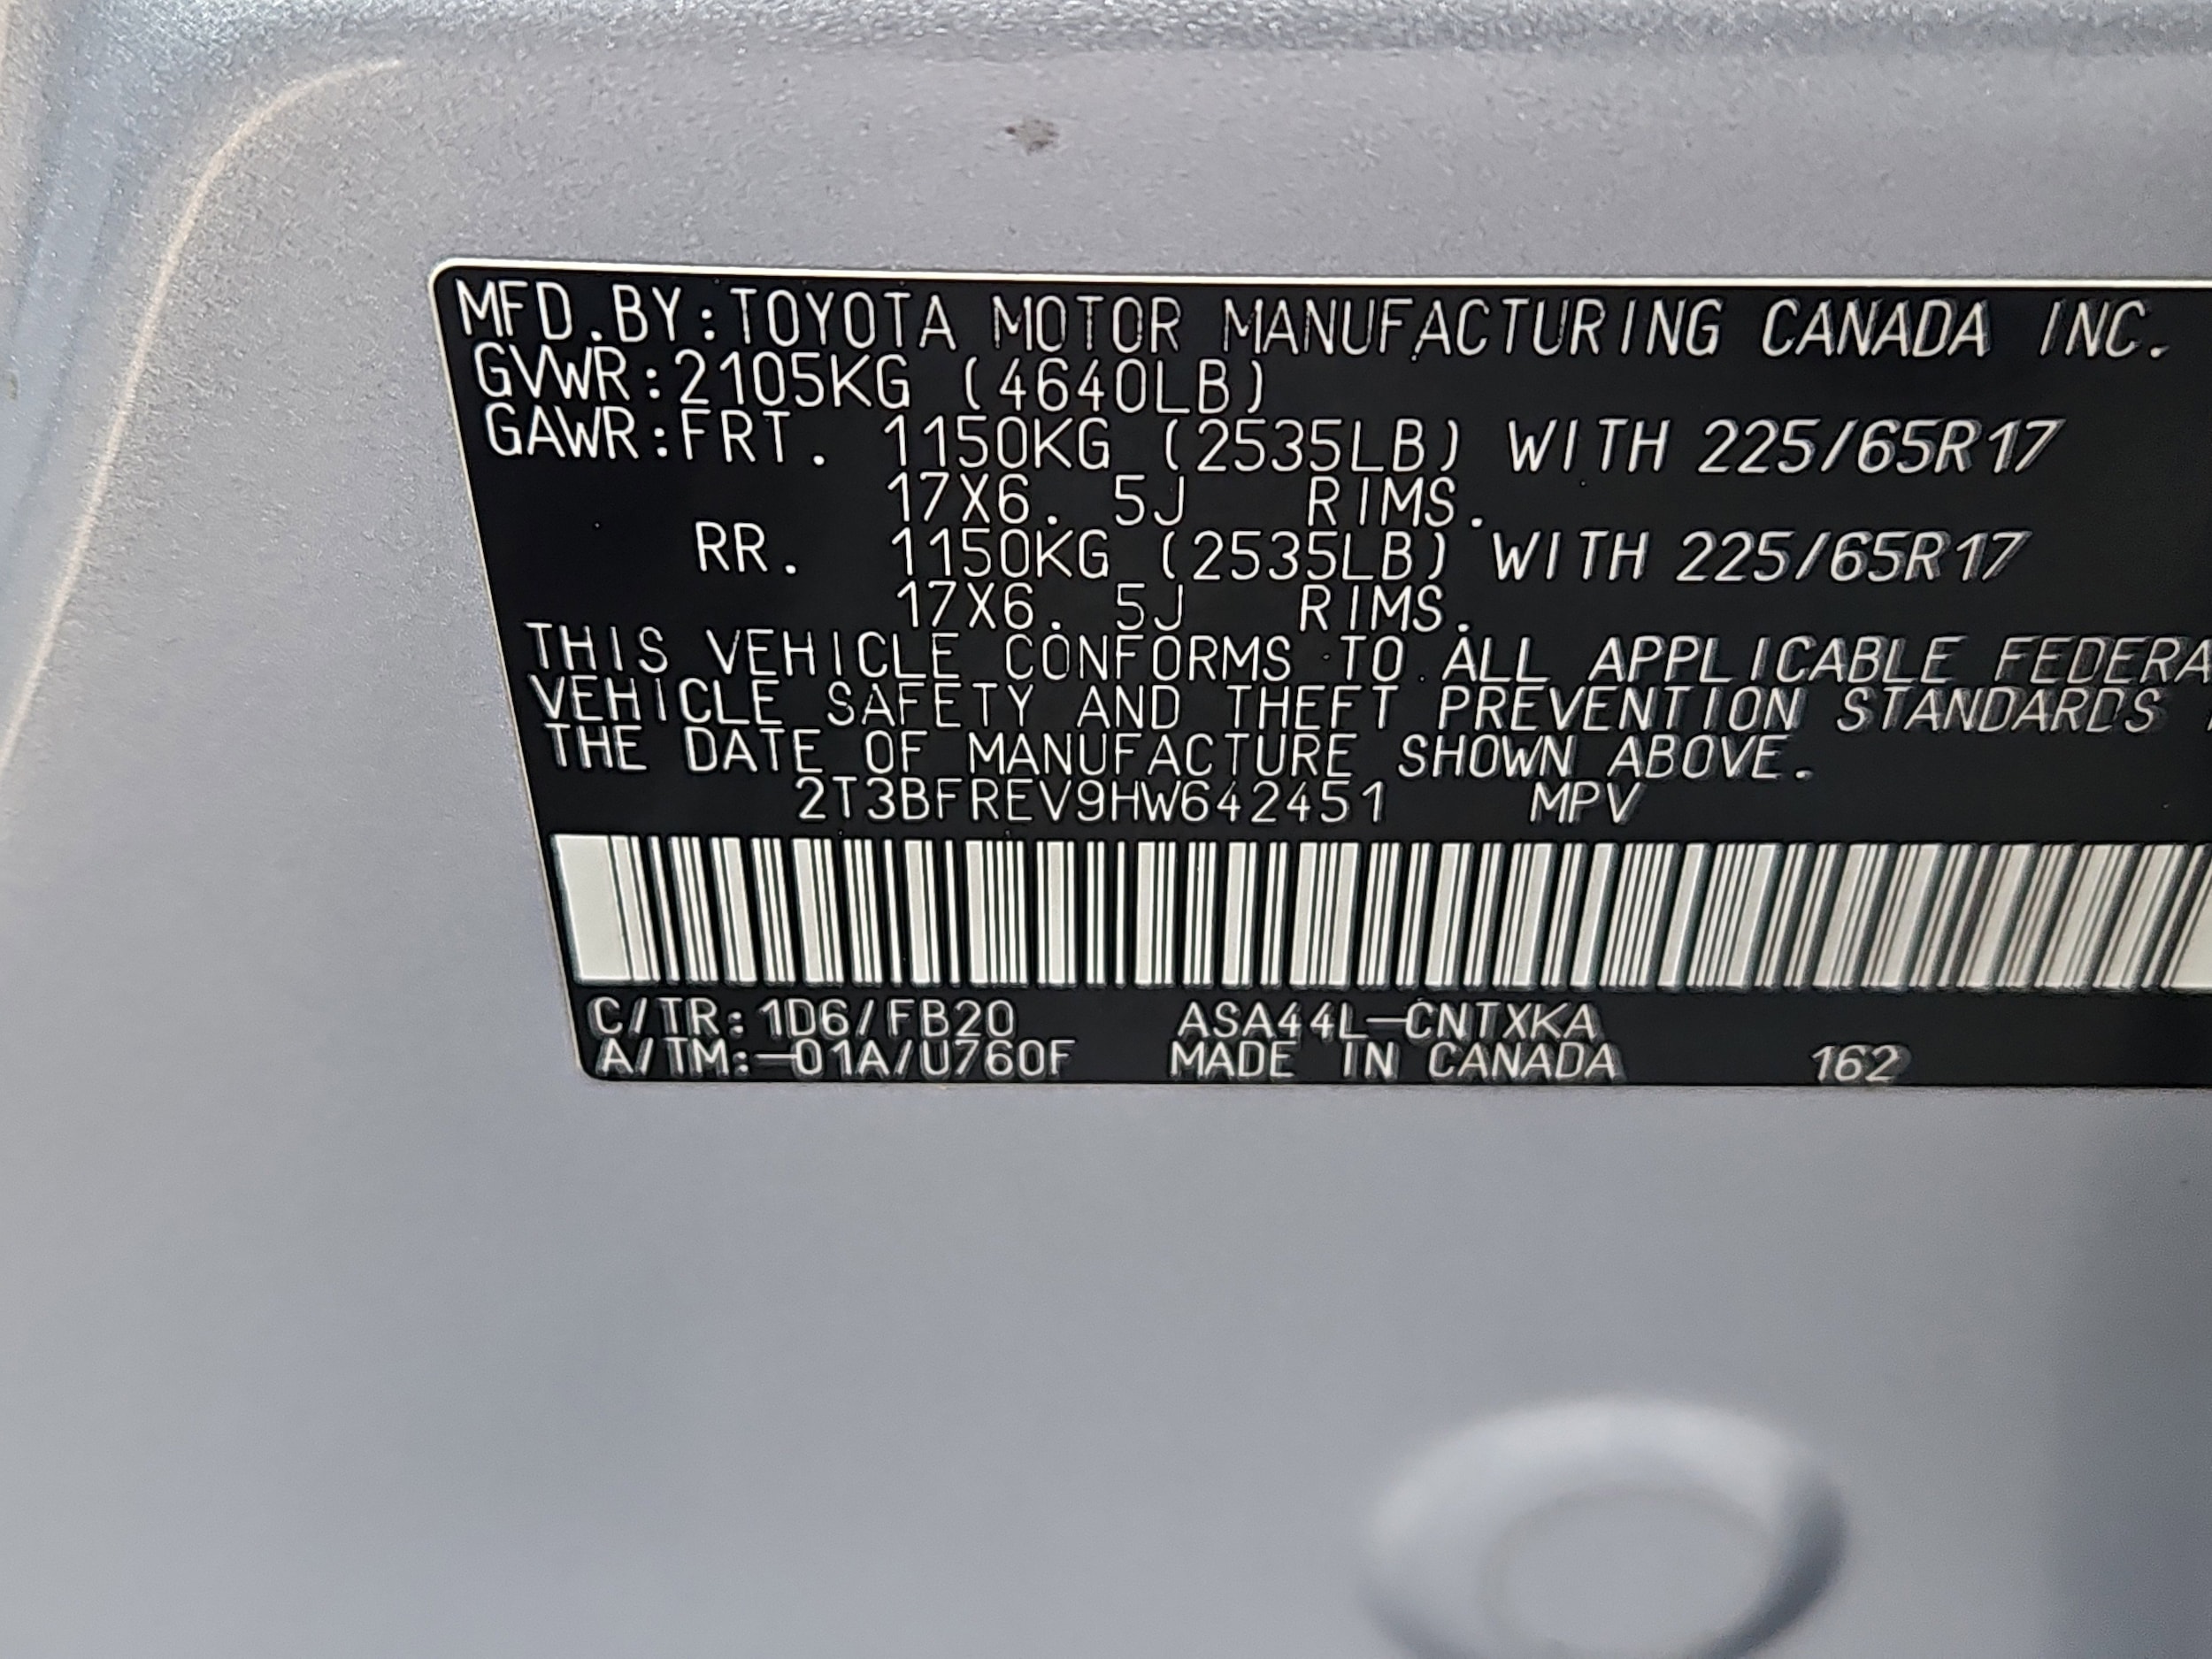 MFD.BY:TOYOTA MOTOR MANUFACTURING CANADA INC.
GVWR:2105KG (4640LB)
GAWR:FRT. 1150KG (2535LB) WITH 225/65R17
17X6. 5J RIMS.
RR. 1150KG (2535LB) WITH 225/65R17
17X6. 5J RIMS.
THIS VEHICLE CONFORMS TO ALL APPLICABLE FEDERA
VEHICLE SAFETY AND THEFT PREVENTION STANDARDS
THE DATE OF MANUFACTURE SHOWN ABOVE.
2T3BFREV9HW642451 MPV
C/TR:1D6/FB20 ASA44L-CNTXKA
A/TM:-01A/U760F MADE IN CANADA 162